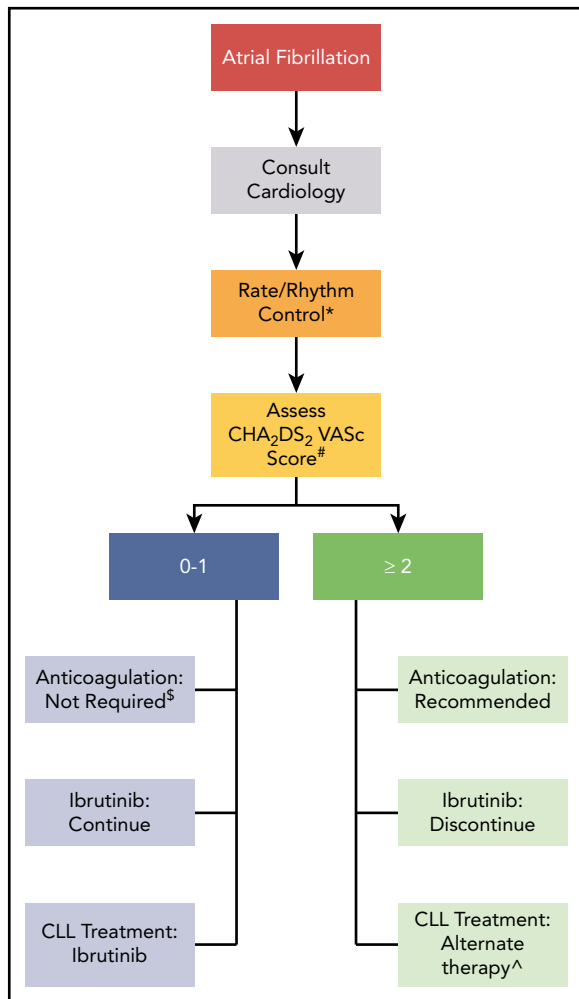 Atrial Fibrillation
Consult
Cardiology
Rate/Rhythm
Control*
Assess
CHA₂DS₂ VASc
Score#
0-1
≥ 2
Anticoagulation:
Not Required$
Anticoagulation:
Recommended
Ibrutinib:
Continue
Ibrutinib:
Discontinue
CLL Treatment:
Ibrutinib
CLL Treatment:
Alternate
therapy^